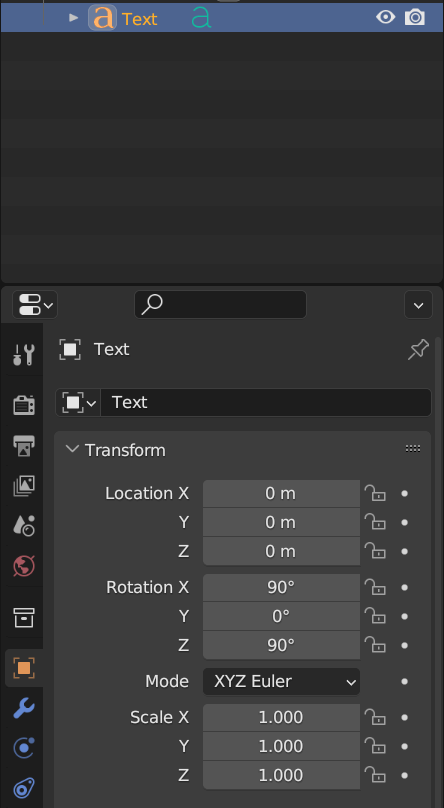 Text
Text
Text
Transform
Location X 0 m
Y 0 m
Z 0 m
Rotation X 90°
Y 0°
Z 90°
Mode XYZ Euler
Scale X 1.000
Y 1.000
Z 1.000